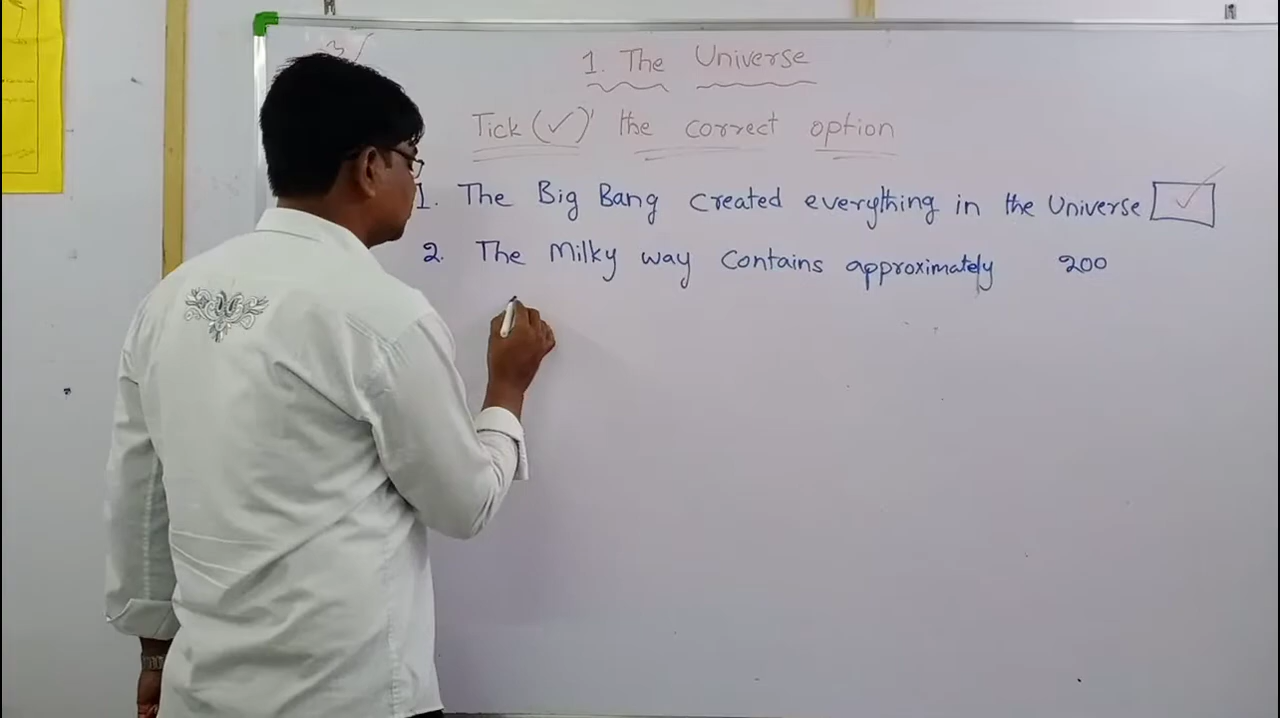 1. The Universe
Tick (✓) the correct option
1. The Big Bang created everything in the Universe ✓
2. The Milky way contains approximately 200